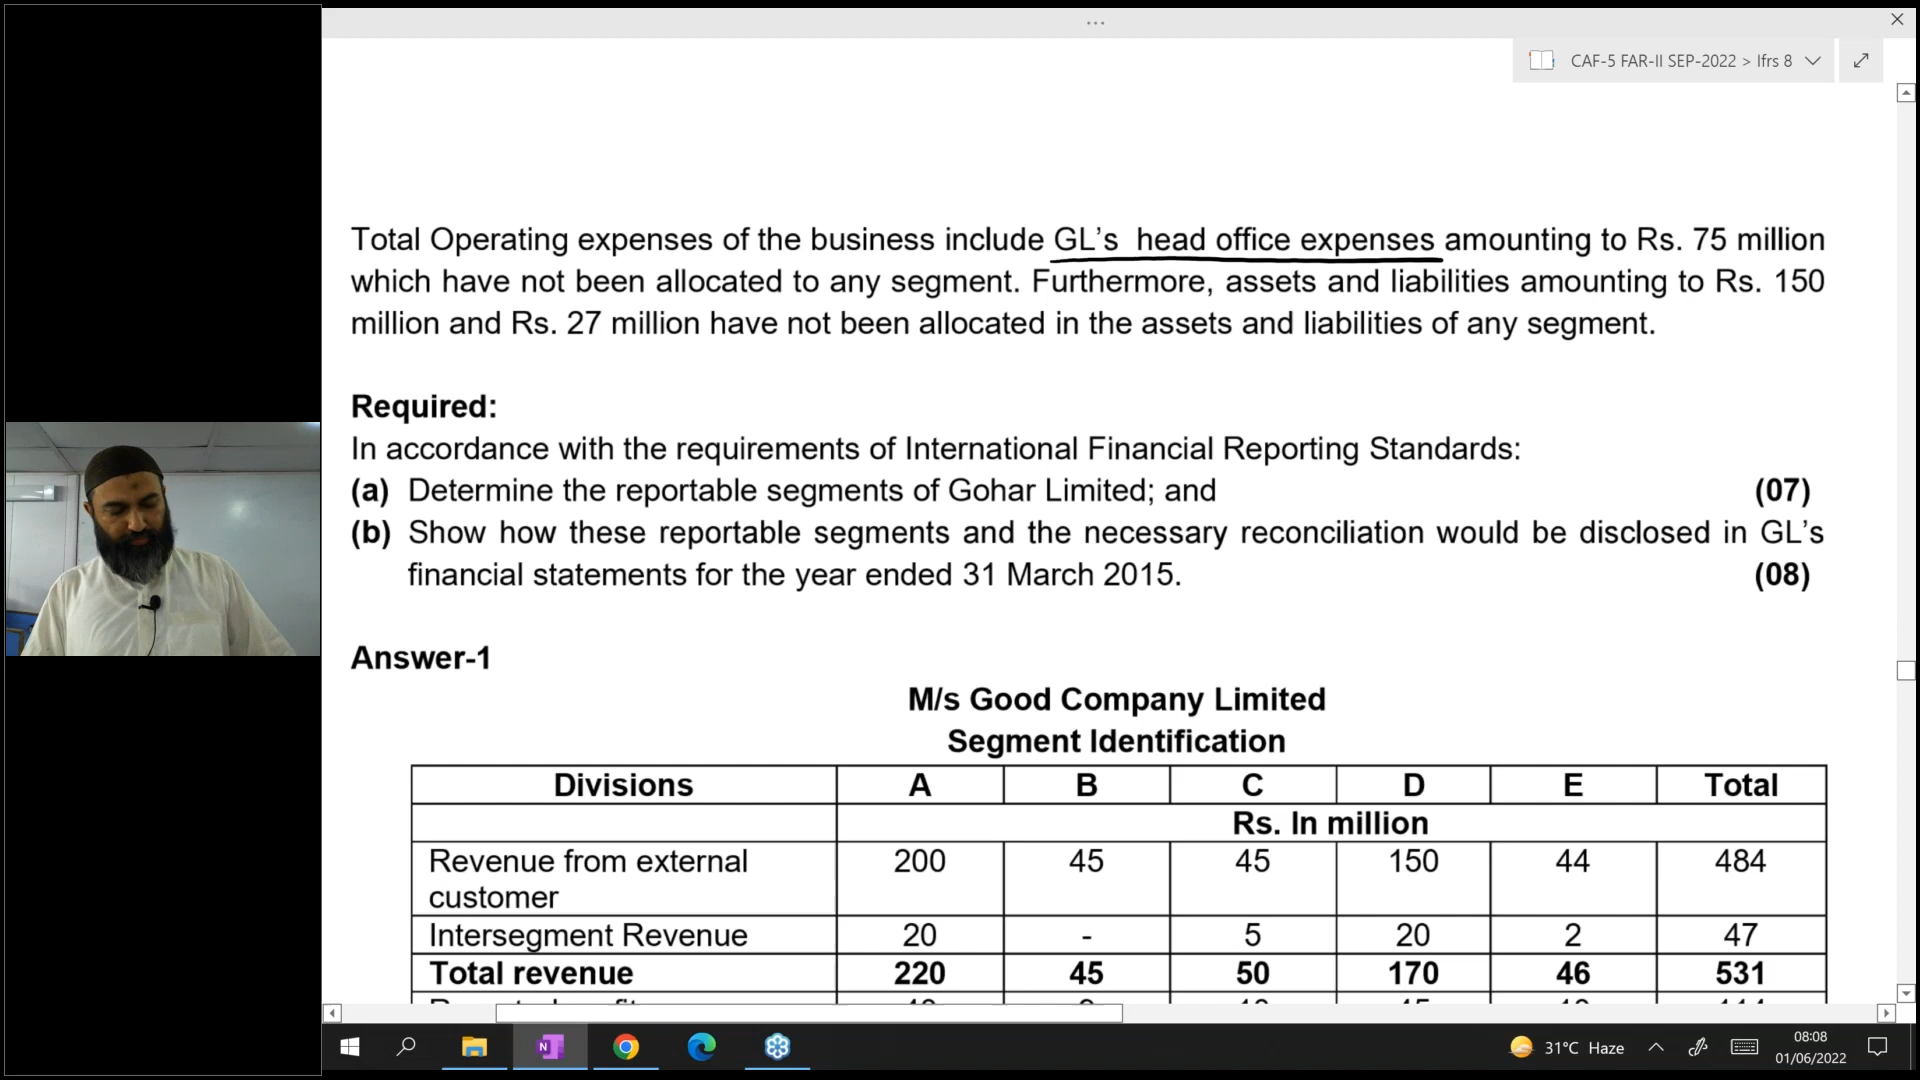 CAF-5 FAR-II SEP-2022 > Ifrs 8
Total Operating expenses of the business include GL's head office expenses amounting to Rs. 75 million
which have not been allocated to any segment. Furthermore, assets and liabilities amounting to Rs. 150
million and Rs. 27 million have not been allocated in the assets and liabilities of any segment.
Required:
In accordance with the requirements of International Financial Reporting Standards:
(a) Determine the reportable segments of Gohar Limited; and (07)
(b) Show how these reportable segments and the necessary reconciliation would be disclosed in GL's
financial statements for the year ended 31 March 2015. (08)
Answer-1
M/s Good Company Limited
Segment Identification
Divisions A B C D E Total
Rs. In million
Revenue from external
customer 200 45 45 150 44 484
Intersegment Revenue 20 - 5 20 2 47
Total revenue 220 45 50 170 46 531
31°C Haze
08:08
01/06/2022